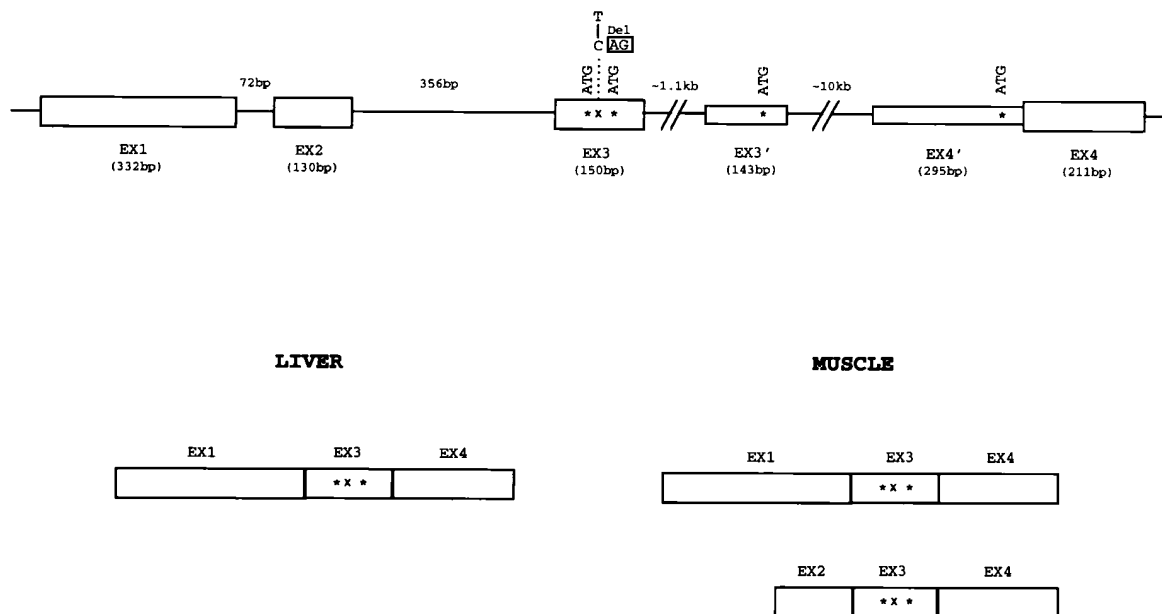 T
Del
C AG
ATG ATG ATG ATG
72bp 356bp ~1.1kb ~10kb
*x * * *
EX1 EX2 EX3 EX3' EX4' EX4
(332bp) (130bp) (150bp) (143bp) (295bp) (211bp)
LIVER MUSCLE
EX1 EX3 EX4 EX1 EX3 EX4
*x * *x *
EX2 EX3 EX4
*x *